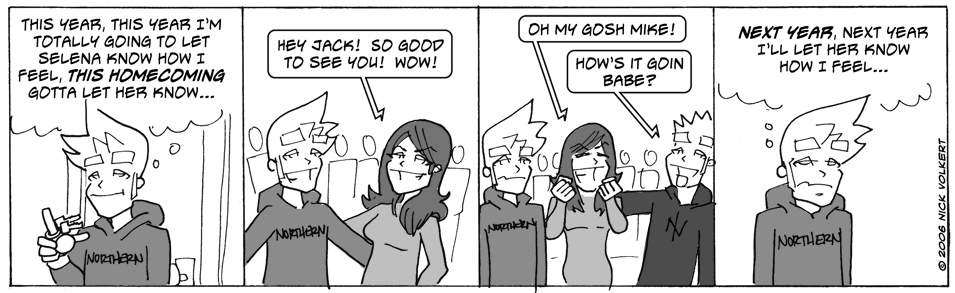 THIS YEAR, THIS YEAR I'M
TOTALLY GOING TO LET
SELENA KNOW HOW I
FEEL, THIS HOMECOMING
GOTTA LET HER KNOW...
NORTHERN
HEY JACK! SO GOOD
TO SEE YOU! WOW!
NORTHERN
OH MY GOSH MIKE!
HOW'S IT GOIN
BABE?
NORTHERN
N
NEXT YEAR, NEXT YEAR
I'LL LET HER KNOW
HOW I FEEL...
NORTHERN
© 2006 NICK VOLKERT